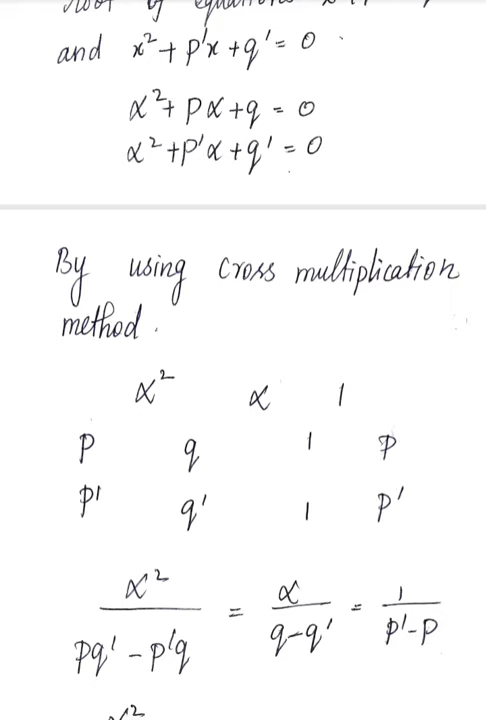 and x² + p'x + q' = 0 .
α² + pα + q = 0
α² + p'α + q' = 0
By using cross multiplication
method .
α² α 1
p q 1 p
p' q' 1 p'
α² / (pq' - p'q) = α / (q - q') = 1 / (p' - p)